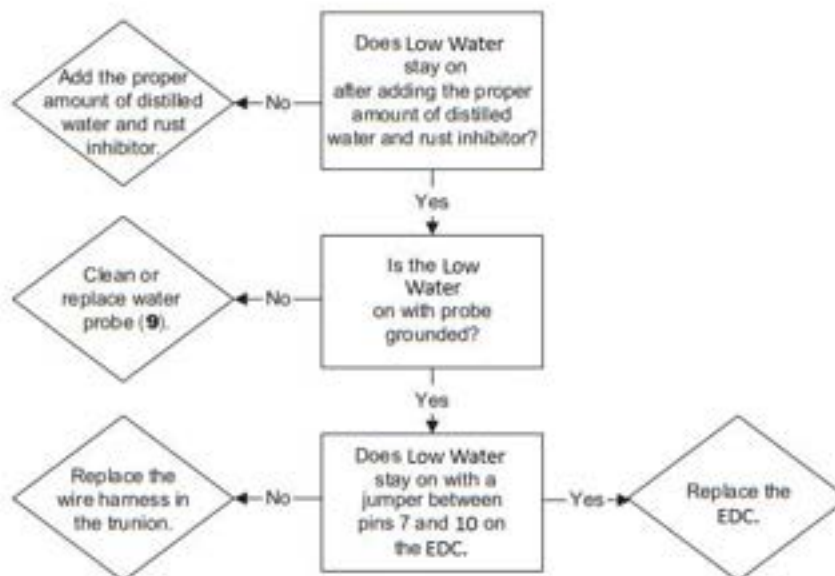 Does Low Water
stay on
after adding the proper
amount of distilled
water and rust inhibitor?
No
Add the proper
amount of distilled
water and rust
inhibitor.
Yes
Is the Low
Water
on with probe
grounded?
No
Clean or
replace water
probe (9).
Yes
Does Low Water
stay on with a
jumper between
pins 7 and 10 on
the EDC.
No
Replace the
wire harness in
the trunion.
Yes
Replace the
EDC.